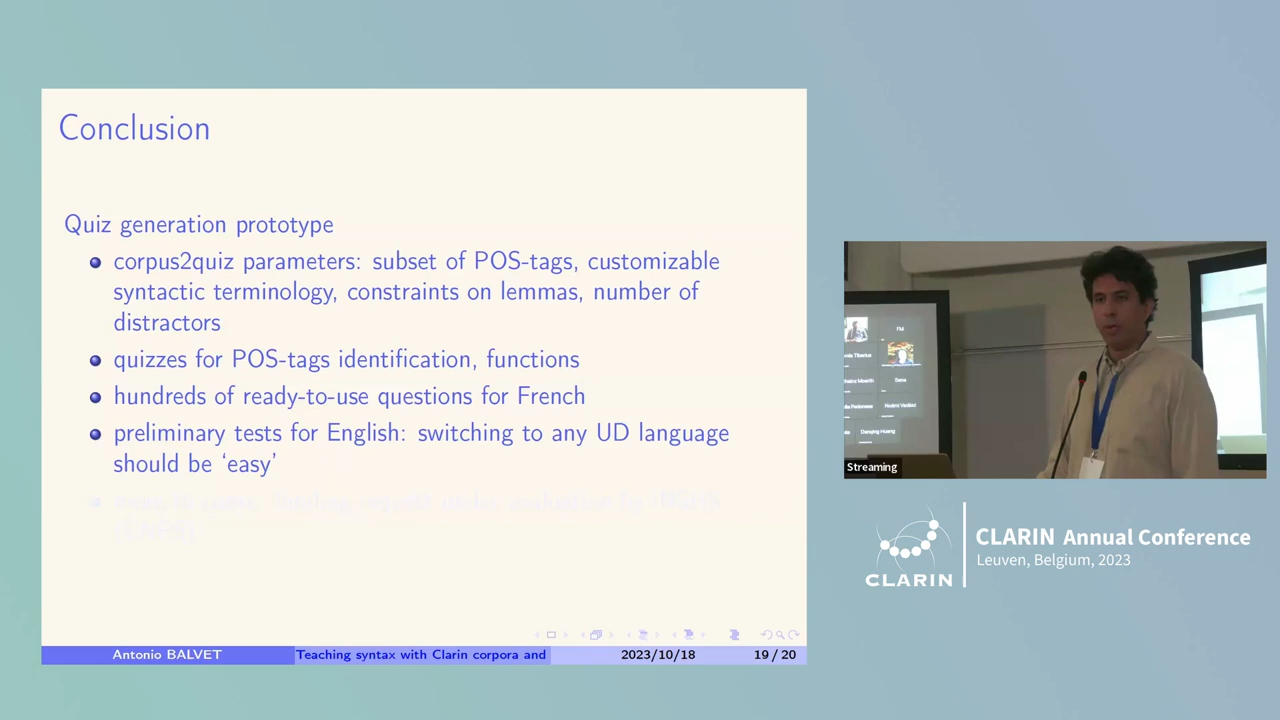 Conclusion
Quiz generation prototype
corpus2quiz parameters: subset of POS-tags, customizable
syntactic terminology, constraints on lemmas, number of
distractors
quizzes for POS-tags identification, functions
hundreds of ready-to-use questions for French
preliminary tests for English: switching to any UD language
should be ‘easy’
Antonio BALVET
Teaching syntax with Clarin corpora and
2023/10/18
19 / 20
Streaming
CLARIN
CLARIN Annual Conference
Leuven, Belgium, 2023